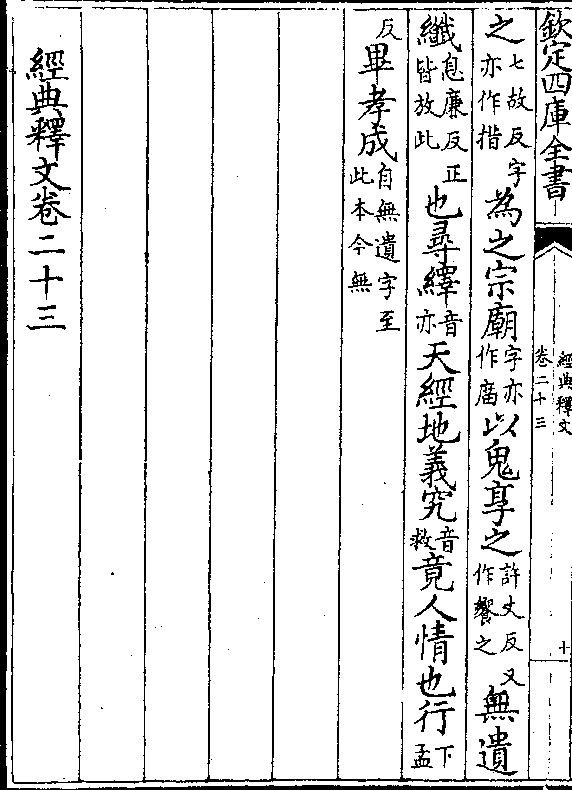 欽定四庫全書
經典釋文
卷二十三
十
之七故反字亦作措為之宗廟字亦作庿以鬼享之許丈反又作饗之無遺
纖息廉反正皆放此也尋繹音亦天經地義究音救竟人情也行下孟
反畢孝成自無遺字至此本今無
經典釋文卷二十三